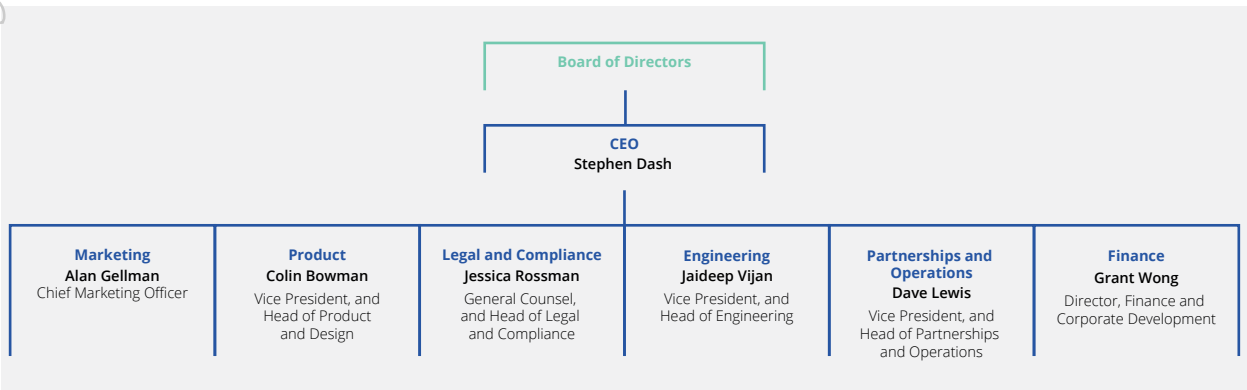 Board of Directors
CEO
Stephen Dash
Marketing
Alan Gellman
Chief Marketing Officer
Product
Colin Bowman
Vice President, and
Head of Product
and Design
Legal and Compliance
Jessica Rossman
General Counsel,
and Head of Legal
and Compliance
Engineering
Jaideep Vijan
Vice President, and
Head of Engineering
Partnerships and
Operations
Dave Lewis
Vice President, and
Head of Partnerships
and Operations
Finance
Grant Wong
Director, Finance and
Corporate Development